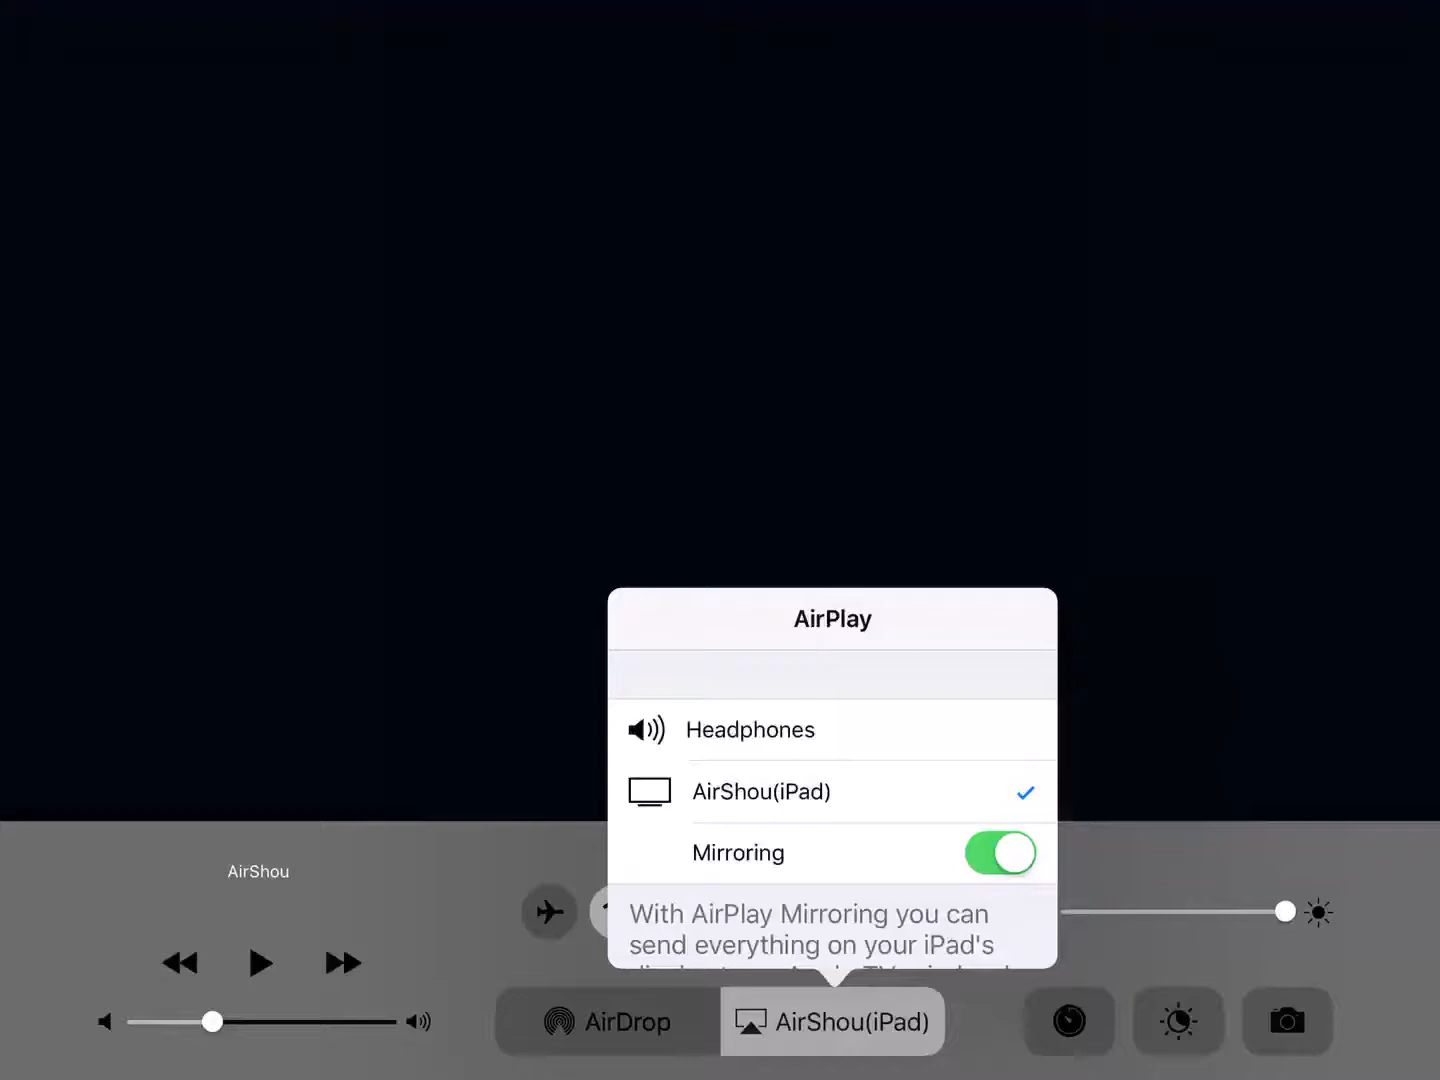 AirPlay
Headphones
AirShou(iPad)
Mirroring
With AirPlay Mirroring you can
send everything on your iPad's
AirShou
AirDrop
AirShou(iPad)